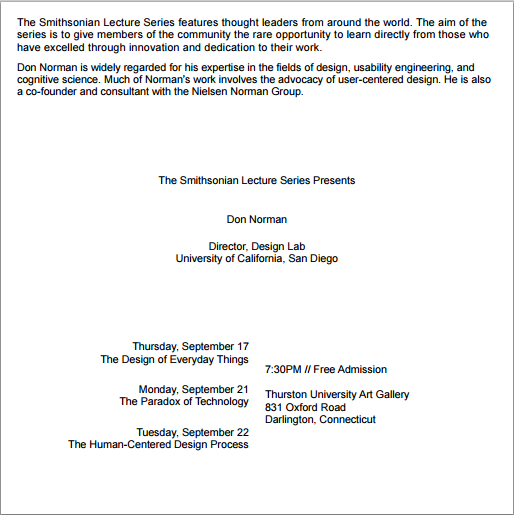 The Smithsonian Lecture Series features thought leaders from around the world. The aim of the
series is to give members of the community the rare opportunity to learn directly from those who
have excelled through innovation and dedication to their work.
Don Norman is widely regarded for his expertise in the fields of design, usability engineering, and
cognitive science. Much of Norman's work involves the advocacy of user-centered design. He is also
a co-founder and consultant with the Nielsen Norman Group.
The Smithsonian Lecture Series Presents
Don Norman
Director, Design Lab
University of California, San Diego
Thursday, September 17
The Design of Everyday Things
Monday, September 21
The Paradox of Technology
Tuesday, September 22
The Human-Centered Design Process
7:30PM // Free Admission
Thurston University Art Gallery
831 Oxford Road
Darlington, Connecticut